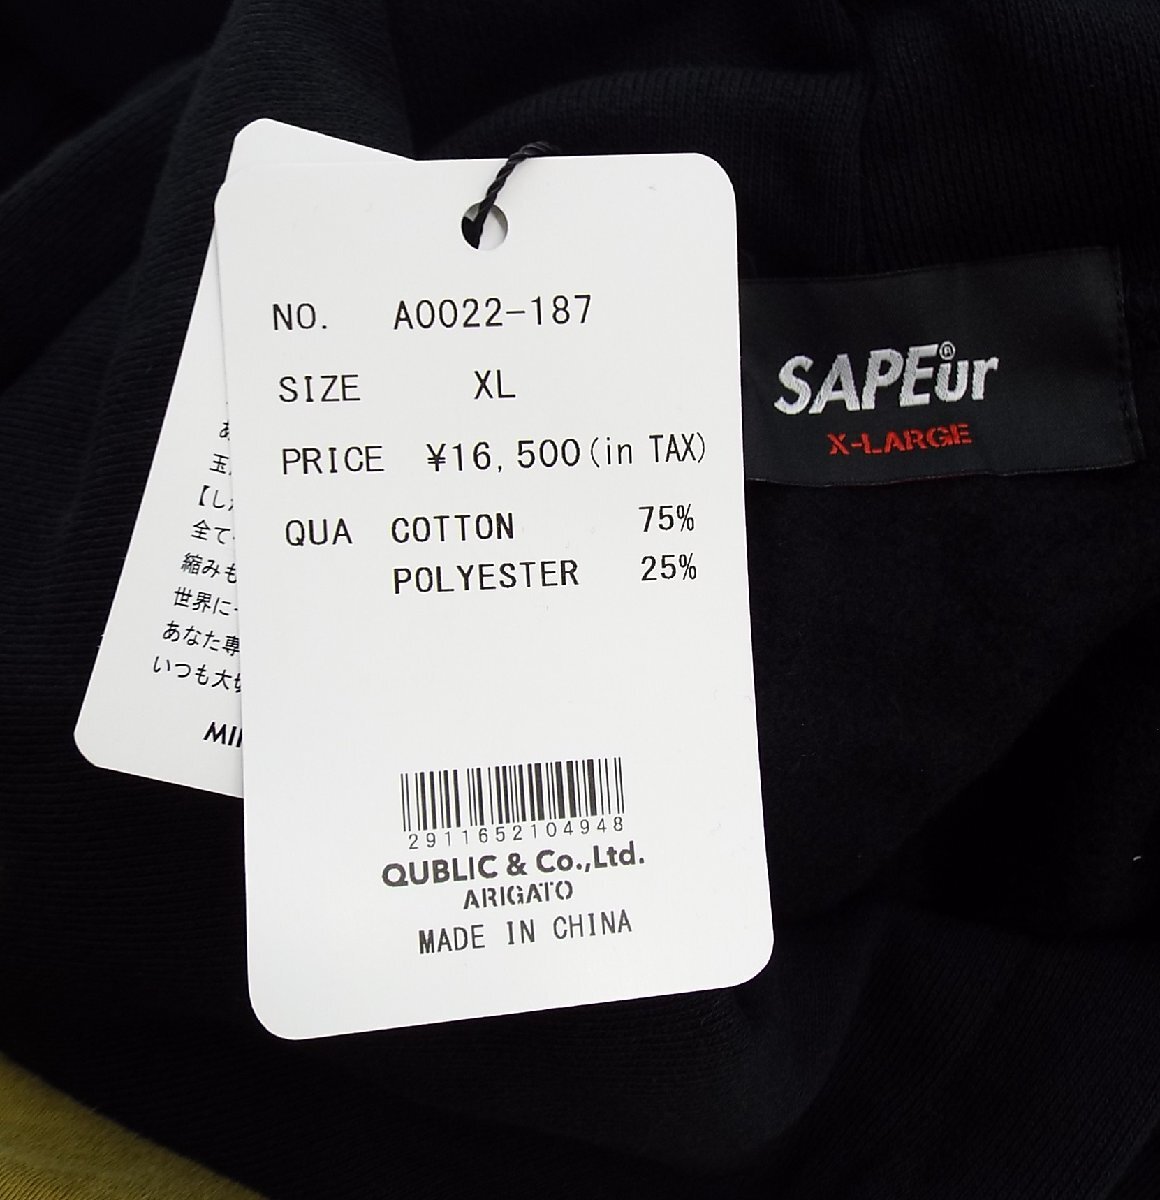 NO. A0022-187
SIZE XL
PRICE ¥16,500(in TAX)
QUA COTTON 75%
POLYESTER 25%
2911652104948
QUBLIC & Co.,Ltd.
ARIGATO
MADE IN CHINA
SAPEur®
X-LARGE
全て
縮みも
世界に
あなた専
いつも大切